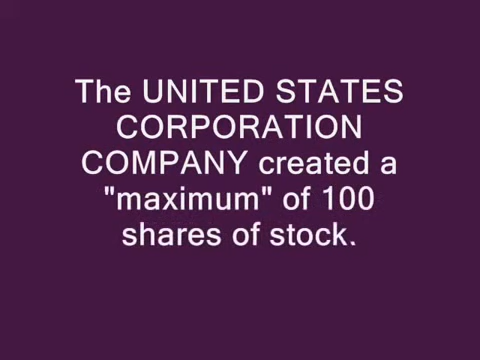 The UNITED STATES
CORPORATION
COMPANY created a
"maximum" of 100
shares of stock.